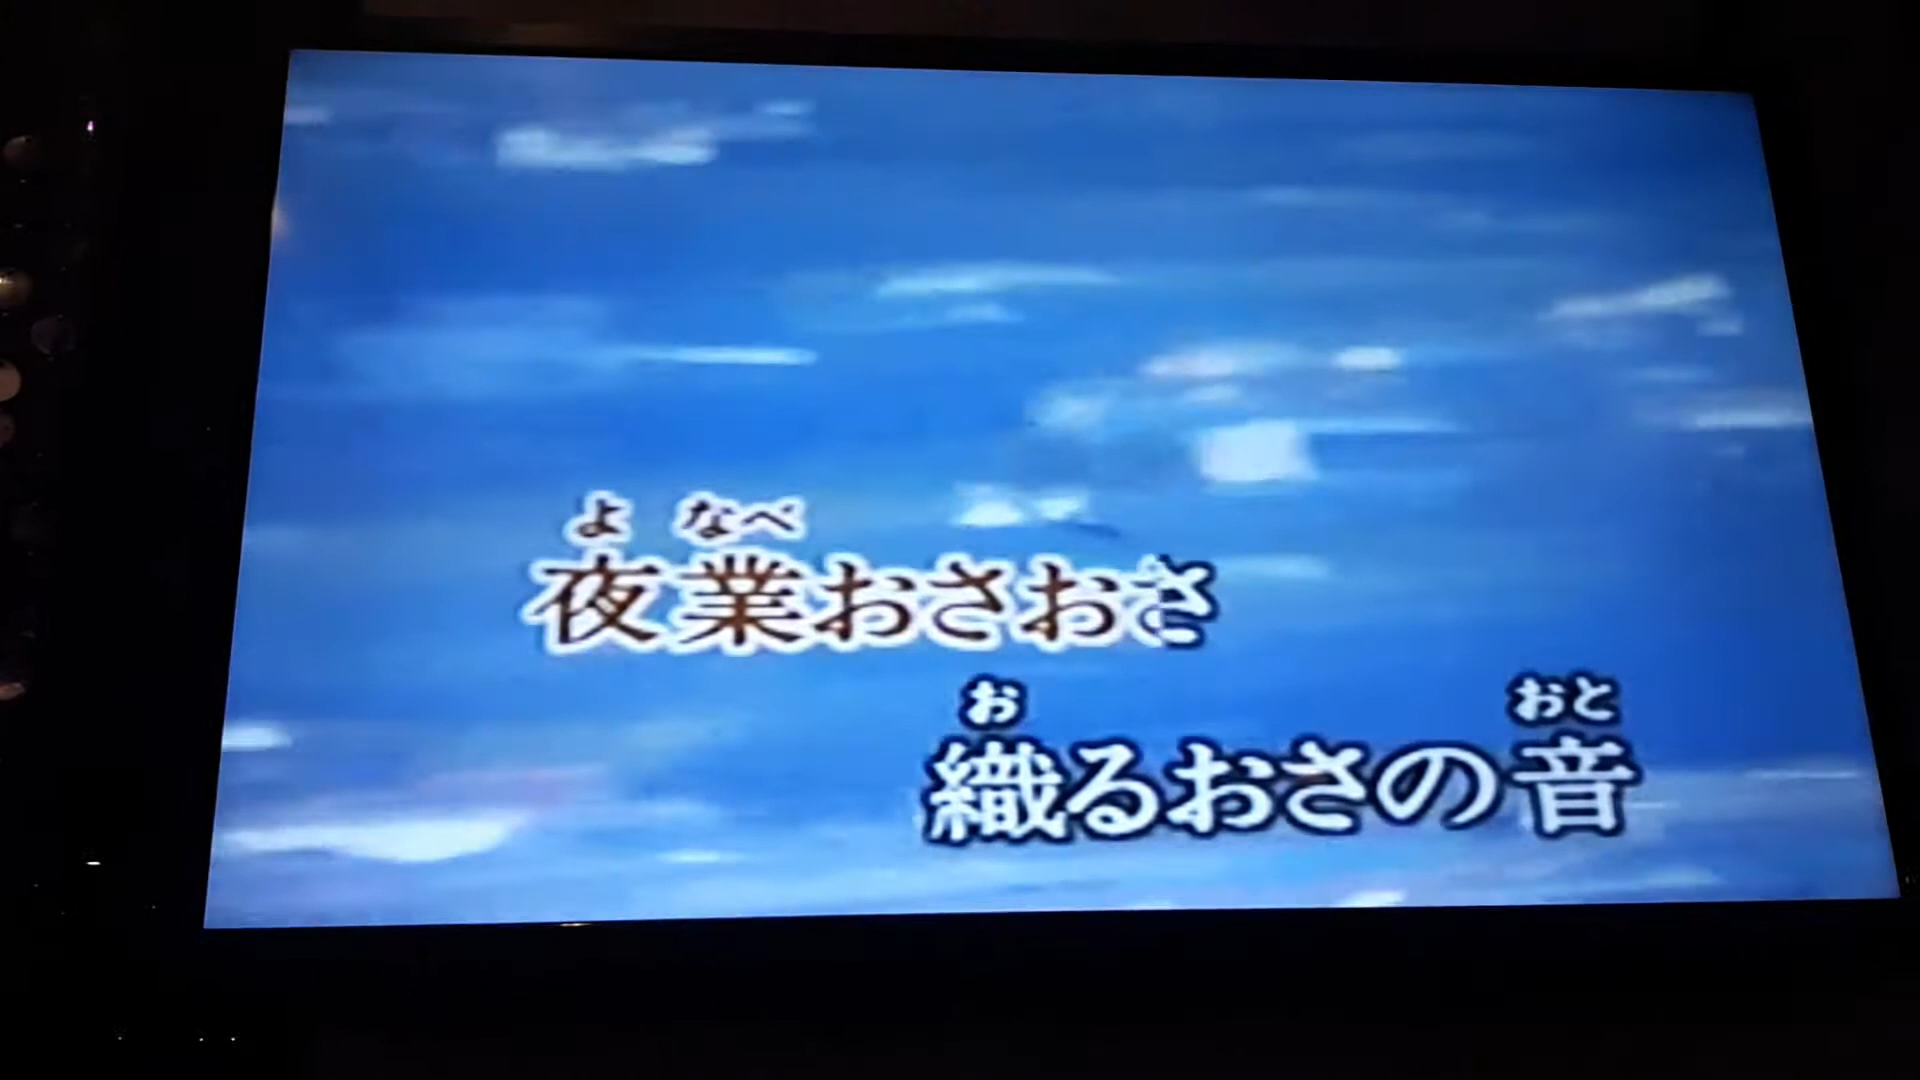 よ なべ
夜業おさおさ
お おと
織るおさの音